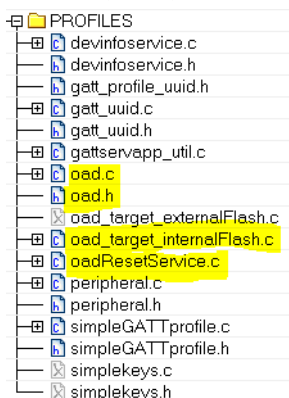 PROFILES
devinfoservice.c
devinfoservice.h
gatt_profile_uuid.h
gatt_uuid.c
gatt_uuid.h
gattservapp_util.c
oad.c
oad.h
oad_target_externalFlash.c
oad_target_internalFlash.c
oadResetService.c
peripheral.c
peripheral.h
simpleGATTprofile.c
simpleGATTprofile.h
simplekeys.c
simplekeys.h